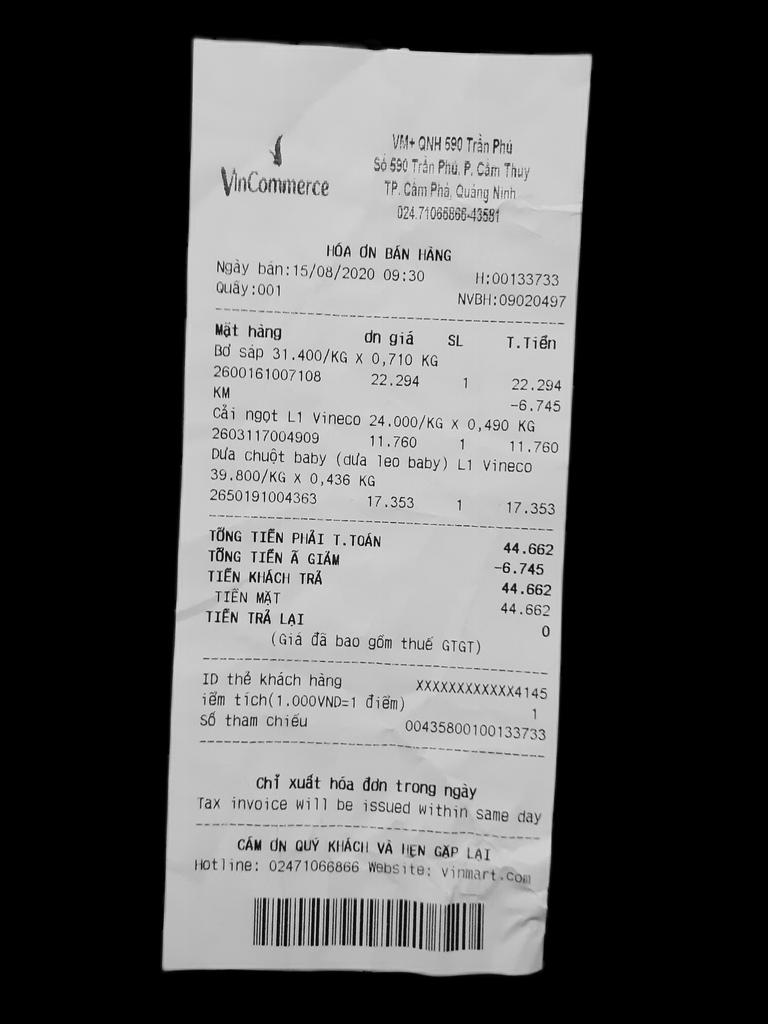 VinCommerce
VM+ QNH 590 Trần Phú
Số 590 Trần Phú, P. Cẩm Thuỷ
TP. Cẩm Phả, Quảng Ninh
024.71066866-43581
HÓA ƠN BÁN HÀNG
Ngày bán:15/08/2020 09:30 H:00133733
Quầy:001 NVBH:09020497
Mặt hàng ơn giá SL T.Tiền
Bơ sáp 31.400/KG X 0,710 KG
2600161007108 22.294 1 22.294
KM -6.745
Cải ngọt L1 Vineco 24.000/KG X 0,490 KG
2603117004909 11.760 1 11.760
Dưa chuột baby (dưa leo baby) L1 Vineco
39.800/KG X 0,436 KG
2650191004363 17.353 1 17.353
TỔNG TIỀN PHẢI T.TOÁN 44.662
TỔNG TIỀN Ã GIẢM -6.745
TIỀN KHÁCH TRẢ 44.662
TIỀN MẶT 44.662
TIỀN TRẢ LẠI 0
(Giá đã bao gồm thuế GTGT)
ID thẻ khách hàng XXXXXXXXXXXX4145
iểm tích(1.000VND=1 điểm) 1
Số tham chiếu 00435800100133733
Chỉ xuất hóa đơn trong ngày
Tax invoice will be issued within same day
CẢM ƠN QUÝ KHÁCH VÀ HẸN GẶP LẠI
Hotline: 02471066866 Website: vinmart.com